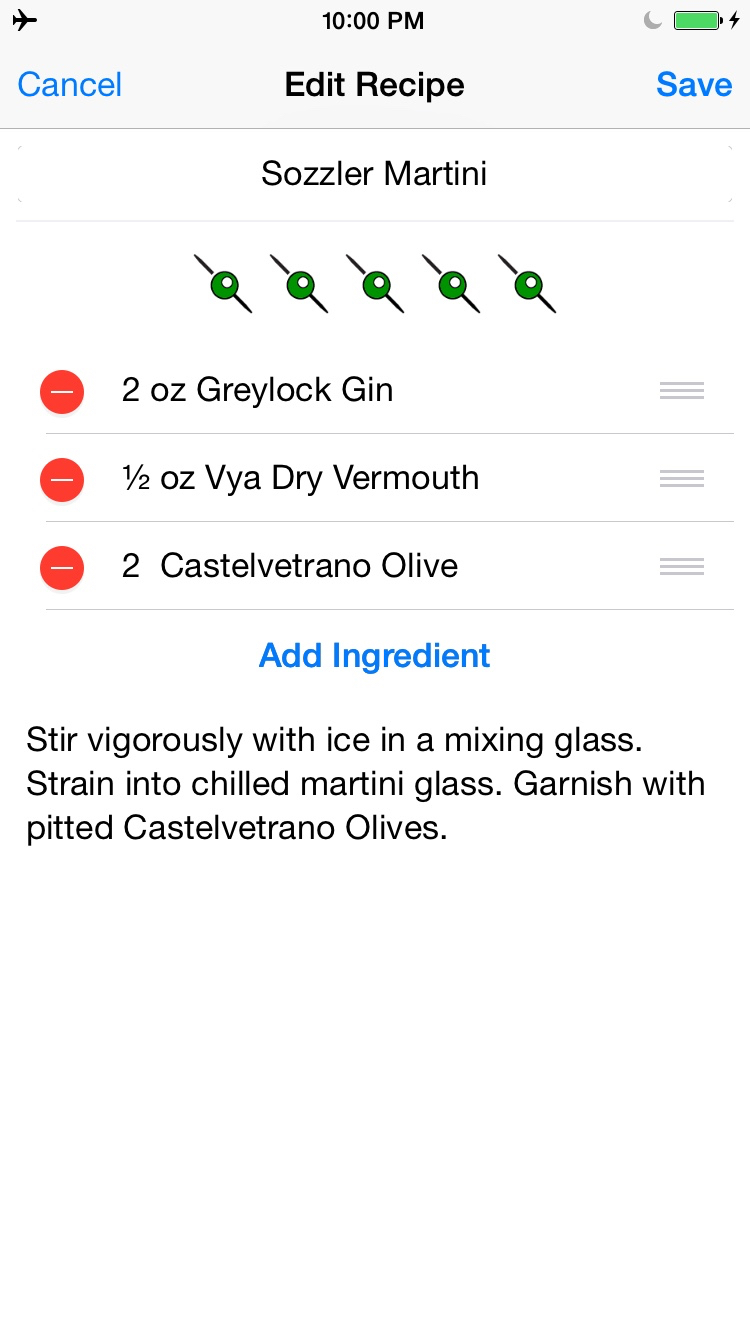 10:00 PM
Cancel Edit Recipe Save
Sozzler Martini
2 oz Greylock Gin
½ oz Vya Dry Vermouth
2  Castelvetrano Olive
Add Ingredient
Stir vigorously with ice in a mixing glass.
Strain into chilled martini glass. Garnish with
pitted Castelvetrano Olives.